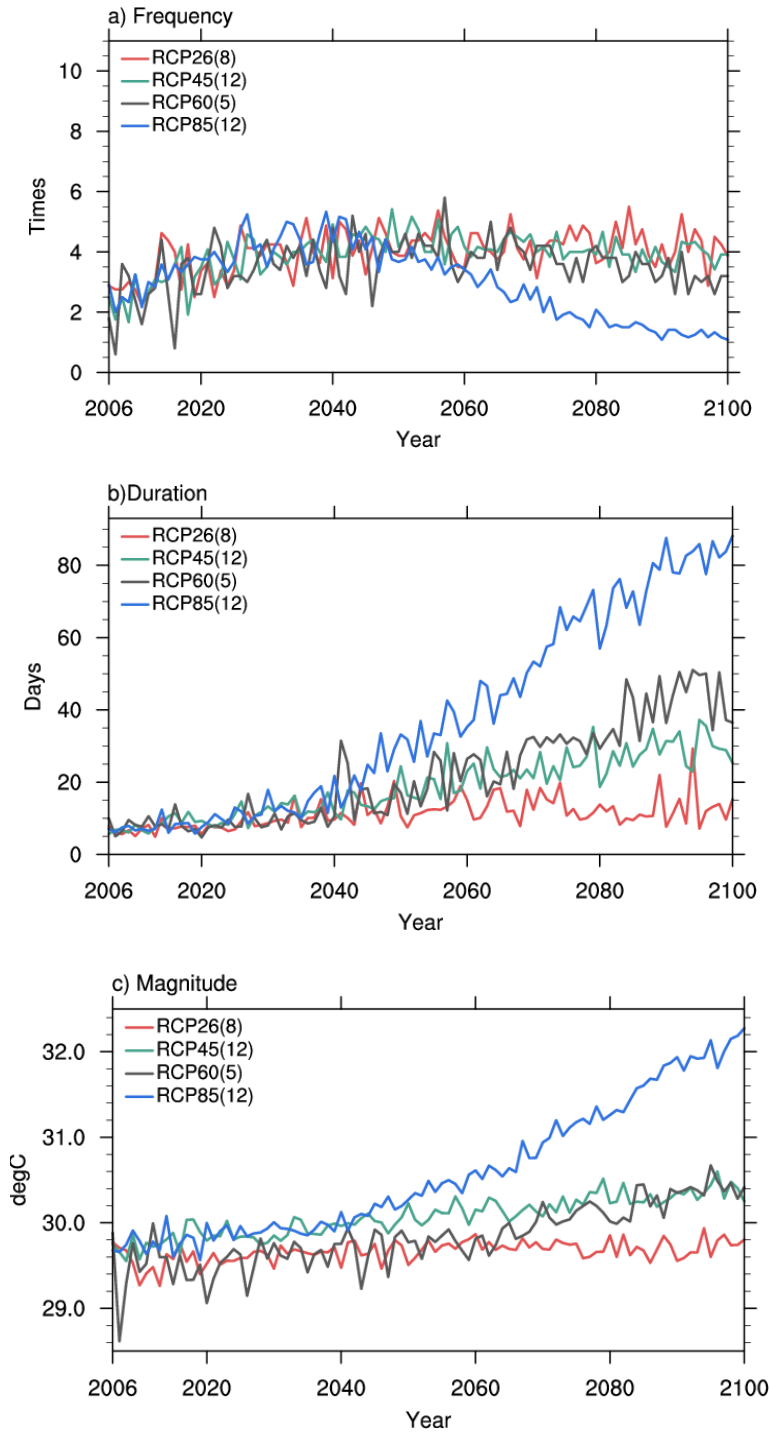 a) Frequency
RCP26(8)
RCP45(12)
RCP60(5)
RCP85(12)
10
8
6
4
2
0
Times
2006 2020 2040 2060 2080 2100
Year
b)Duration
RCP26(8)
RCP45(12)
RCP60(5)
RCP85(12)
80
60
40
20
0
Days
2006 2020 2040 2060 2080 2100
Year
c) Magnitude
RCP26(8)
RCP45(12)
RCP60(5)
RCP85(12)
32.0
31.0
30.0
29.0
degC
2006 2020 2040 2060 2080 2100
Year